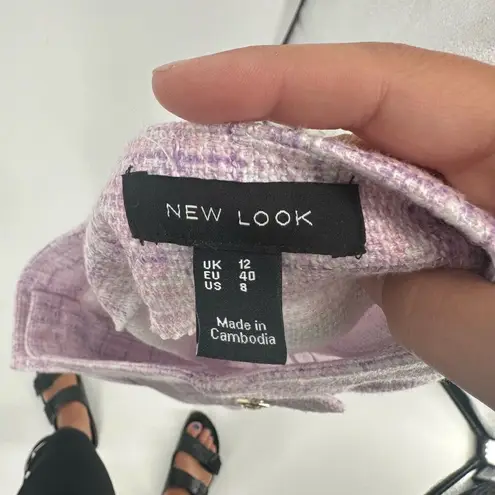 NEW LOOK
UK 12
EU 40
US 8
Made in
Cambodia